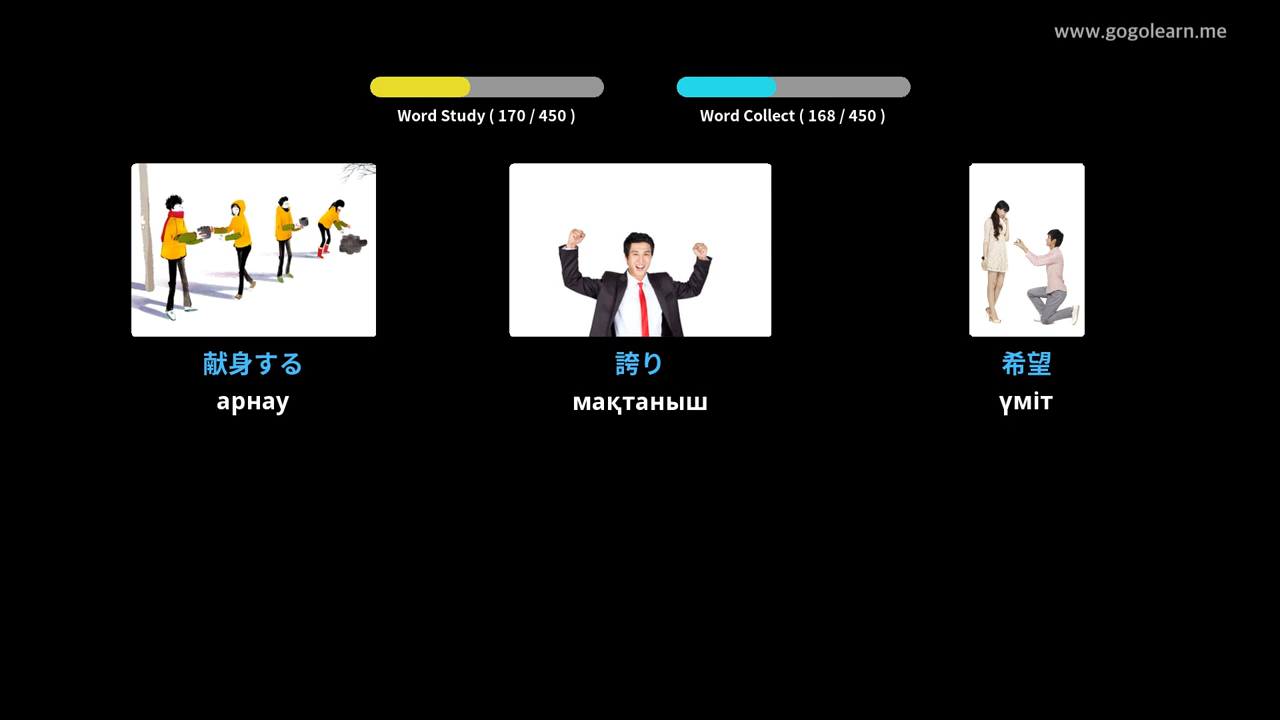 www.gogolearn.me
Word Study ( 170 / 450 )
Word Collect ( 168 / 450 )
献身する
арнау
誇り
мақтаныш
希望
үміт